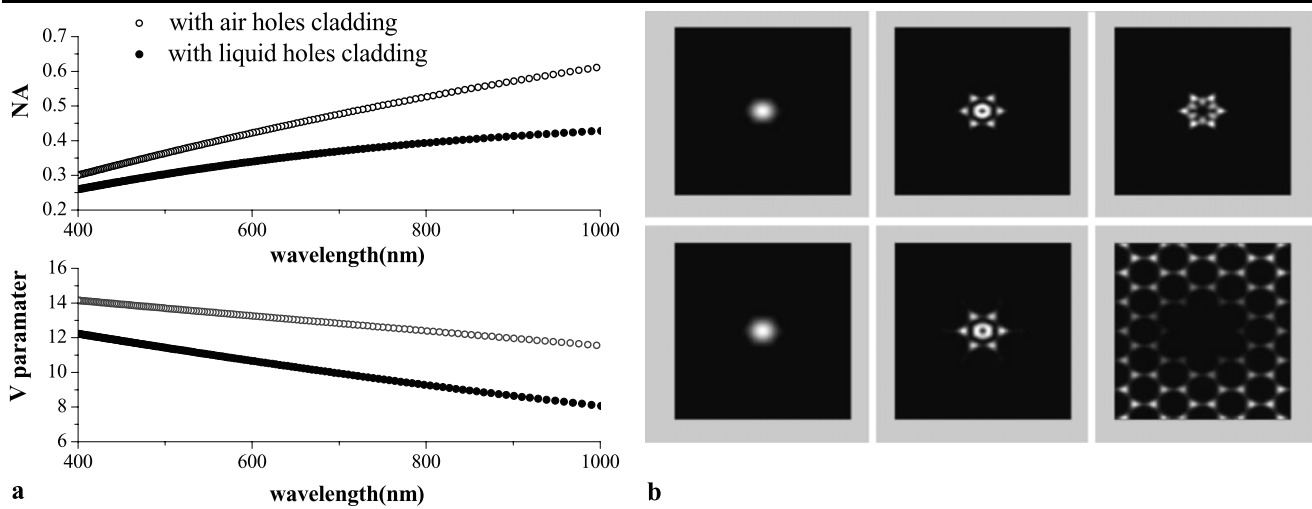 with air holes cladding
with liquid holes cladding
0.7
0.6
0.5
0.4
0.3
0.2
NA
400 600 800 1000
wavelength(nm)
16
14
12
10
8
6
V paramater
400 600 800 1000
wavelength(nm)
a
b